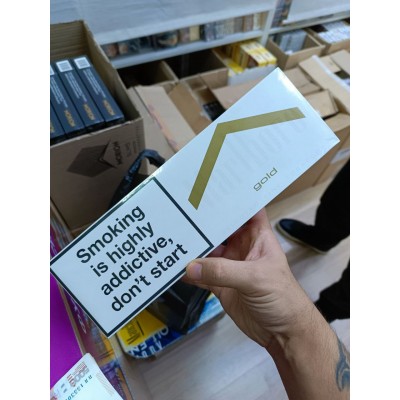 Smoking
is highly
addictive,
don't start
gold